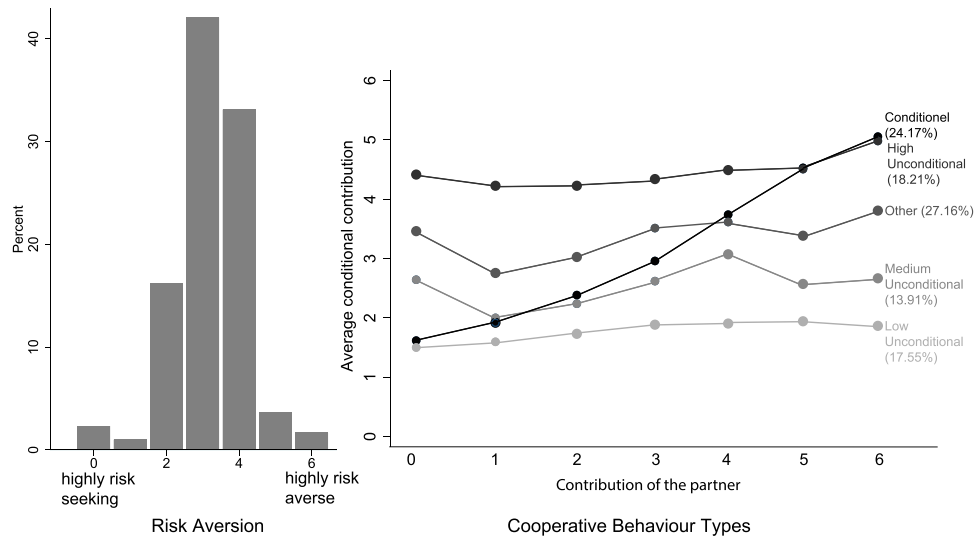 Percent
40
30
20
10
0
0
2
4
6
highly risk
seeking
highly risk
averse
Risk Aversion
Average conditional contribution
6
5
4
3
2
1
0
0
1
2
3
4
5
6
Contribution of the partner
Conditionel
(24.17%)
High
Unconditional
(18.21%)
Other (27.16%)
Medium
Unconditional
(13.91%)
Low
Unconditional
(17.55%)
Cooperative Behaviour Types